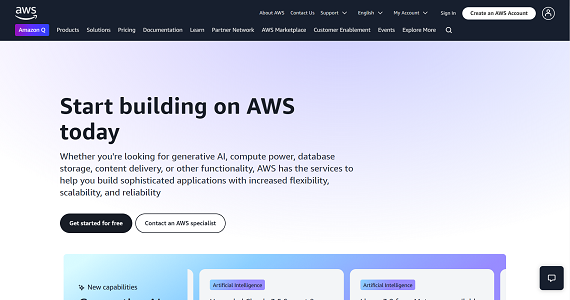 aws
About AWS Contact Us Support English My Account Sign In Create an AWS Account
Amazon Q Products Solutions Pricing Documentation Learn Partner Network AWS Marketplace Customer Enablement Events Explore More
Start building on AWS
today
Whether you're looking for generative AI, compute power, database
storage, content delivery, or other functionality, AWS has the services to
help you build sophisticated applications with increased flexibility,
scalability, and reliability
Get started for free Contact an AWS specialist
New capabilities
Artificial Intelligence
Artificial Intelligence